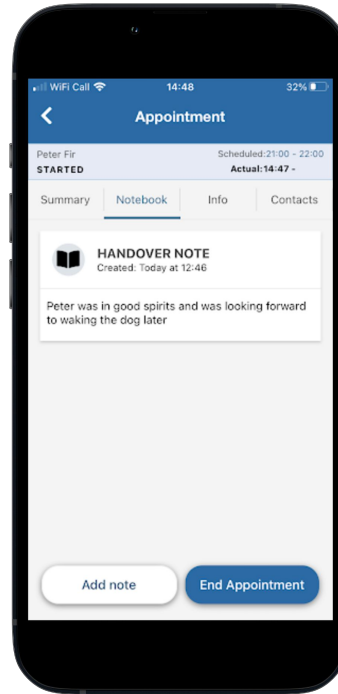 WiFi Call 14:48 32%
Appointment
Peter Fir Scheduled:21:00 - 22:00
STARTED Actual:14:47 -
Summary Notebook Info Contacts
HANDOVER NOTE
Created: Today at 12:46
Peter was in good spirits and was looking forward
to waking the dog later
Add note End Appointment